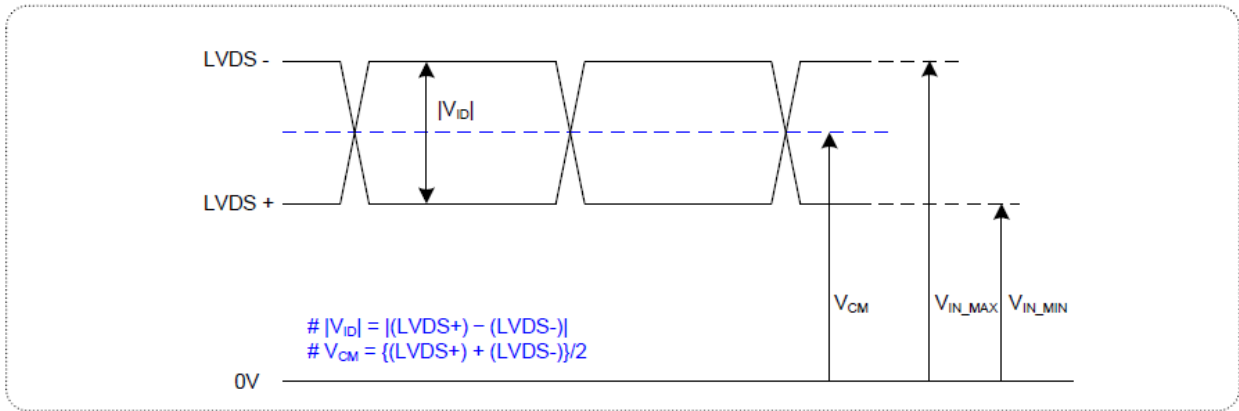 LVDS -
|VID|
LVDS +
VCM
VIN_MAX
VIN_MIN
# |VID| = |(LVDS+) − (LVDS-)|
# VCM = {(LVDS+) + (LVDS-)}/2
0V